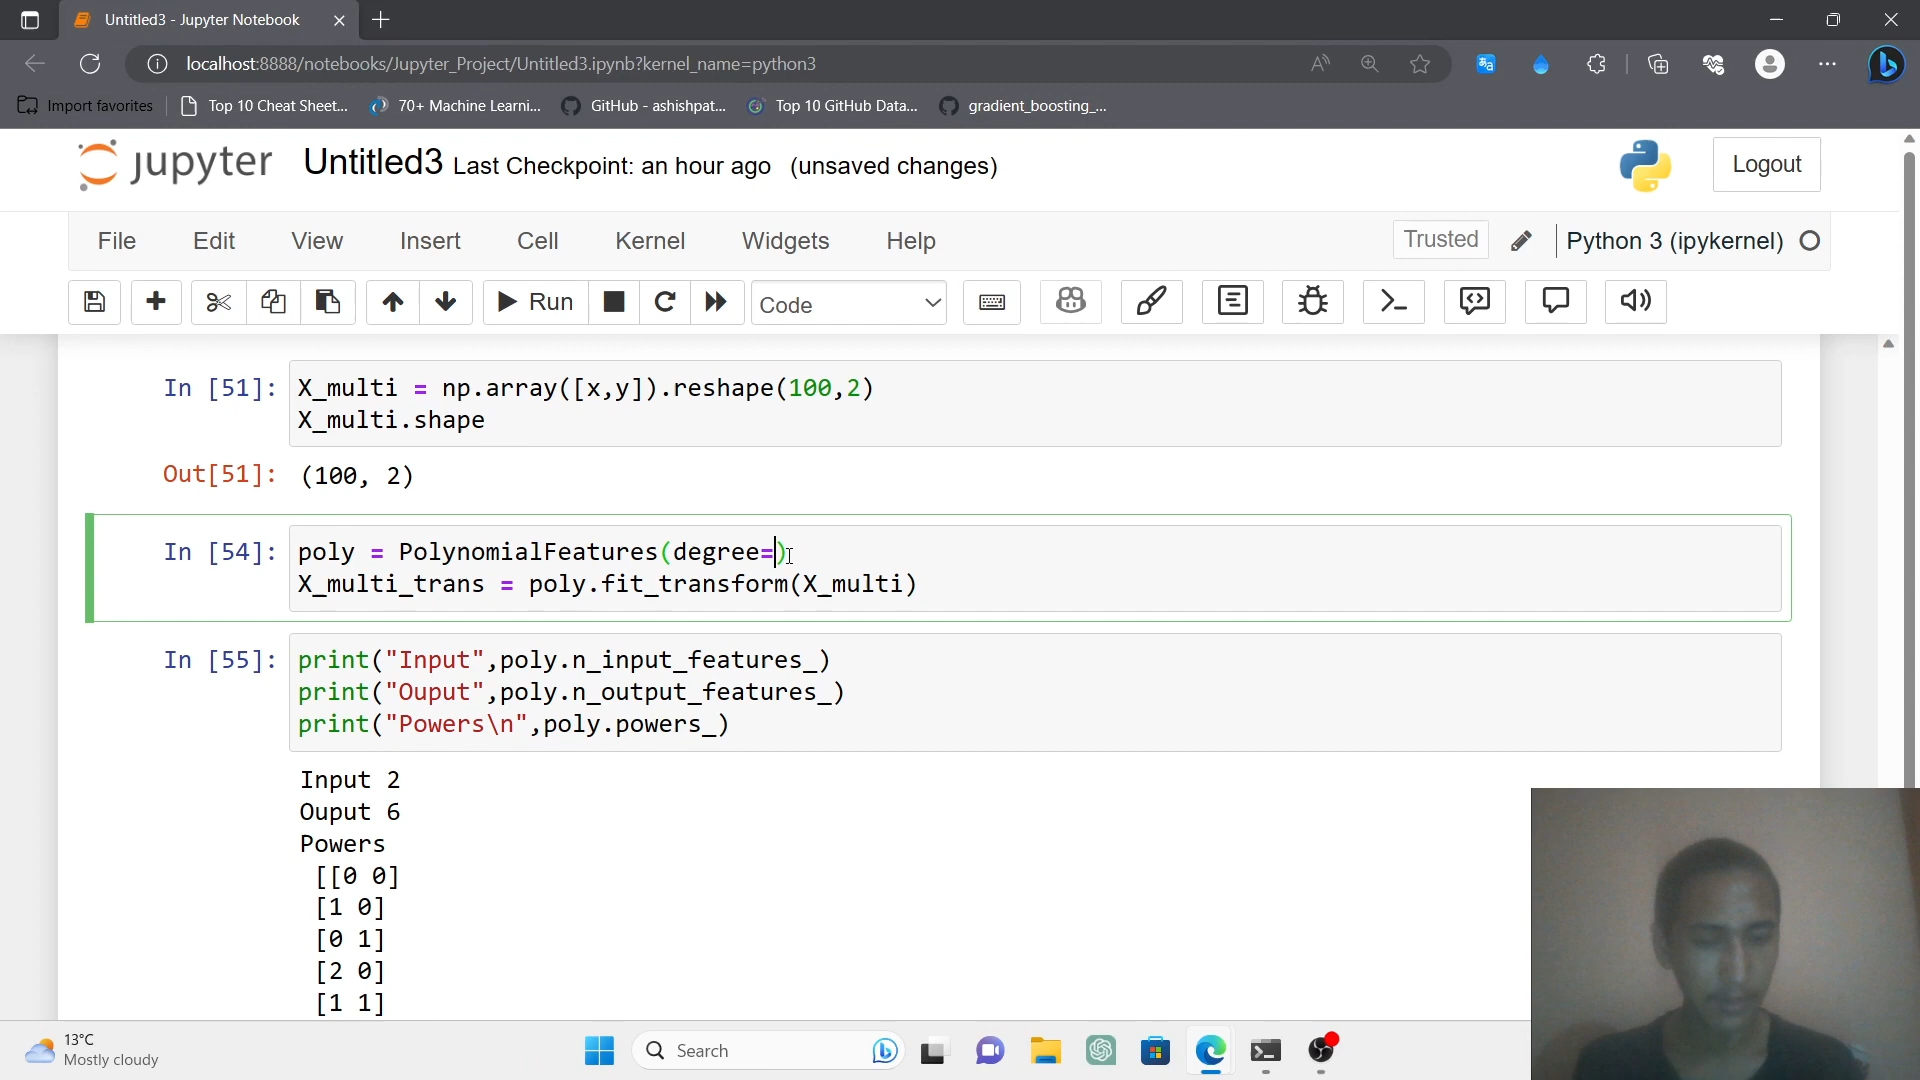 Untitled3 - Jupyter Notebook
localhost:8888/notebooks/Jupyter_Project/Untitled3.ipynb?kernel_name=python3
Import favorites
Top 10 Cheat Sheet...
70+ Machine Learni...
GitHub - ashishpat...
Top 10 GitHub Data...
gradient_boosting_...
jupyter Untitled3 Last Checkpoint: an hour ago (unsaved changes)
Logout
File Edit View Insert Cell Kernel Widgets Help
Trusted
Python 3 (ipykernel)
Run
Code
In [51]: X_multi = np.array([x,y]).reshape(100,2)
X_multi.shape
Out[51]: (100, 2)
In [54]: poly = PolynomialFeatures(degree=)
X_multi_trans = poly.fit_transform(X_multi)
In [55]: print("Input",poly.n_input_features_)
print("Ouput",poly.n_output_features_)
print("Powers\n",poly.powers_)
Input 2
Ouput 6
Powers
[[0 0]
[1 0]
[0 1]
[2 0]
[1 1]
13°C
Mostly cloudy
Search